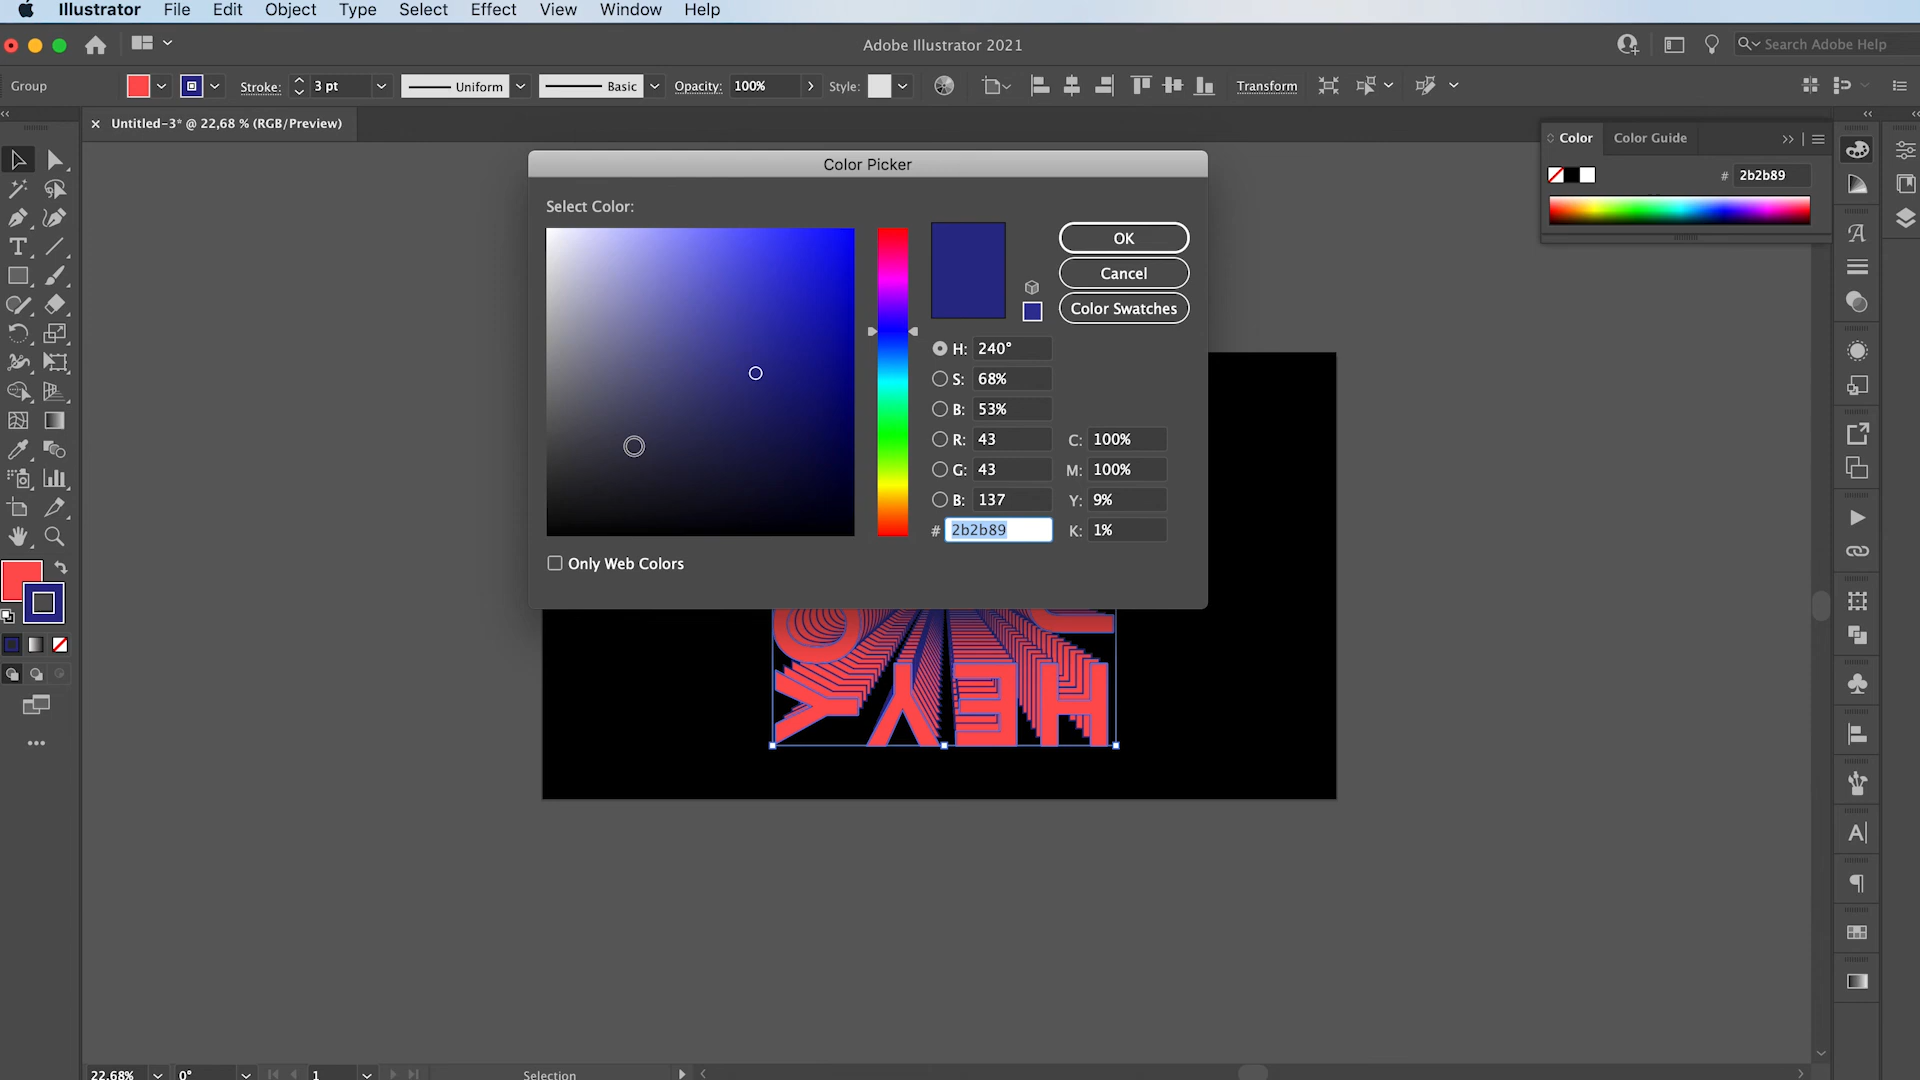 Illustrator File Edit Object Type Select Effect View Window Help
Adobe Illustrator 2021
Search Adobe Help
Group
Stroke: 3 pt
Uniform
Basic
Opacity: 100%
Style:
Transform
× Untitled-3* @ 22,68 % (RGB/Preview)
Color
Color Guide
# 2b2b89
Color Picker
Select Color:
OK
Cancel
Color Swatches
H: 240°
S: 68%
B: 53%
R: 43
C: 100%
G: 43
M: 100%
B: 137
Y: 9%
# 2b2b89
K: 1%
Only Web Colors
HEY
YO
22,68%
0°
1
Selection